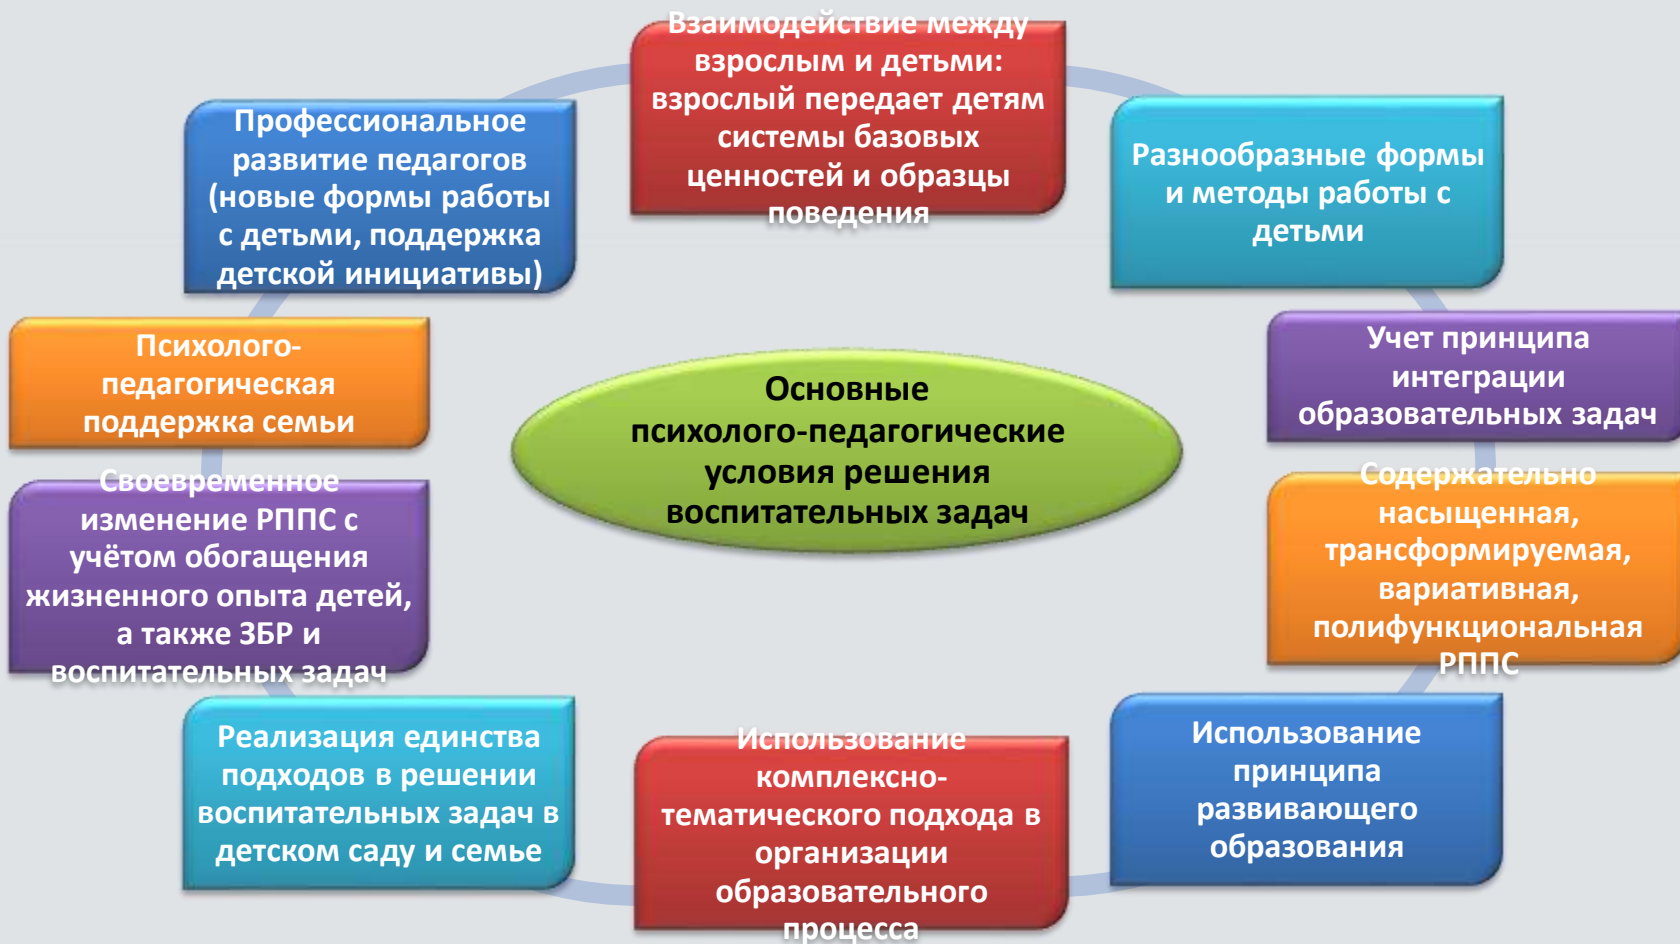 Взаимодействие между
взрослым и детьми:
взрослый передает детям
системы базовых
ценностей и образцы
поведения
Разнообразные формы
и методы работы с
детьми
Учет принципа
интеграции
образовательных задач
Содержательно
насыщенная,
трансформируемая,
вариативная,
полифункциональная
РППС
Использование
принципа
развивающего
образования
Использование
комплексно-
тематического подхода в
организации
образовательного
процесса
Реализация единства
подходов в решении
воспитательных задач в
детском саду и семье
Своевременное
изменение РППС с
учётом обогащения
жизненного опыта детей,
а также ЗБР и
воспитательных задач
Психолого-
педагогическая
поддержка семьи
Профессиональное
развитие педагогов
(новые формы работы
с детьми, поддержка
детской инициативы)
Основные
психолого-педагогические
условия решения
воспитательных задач